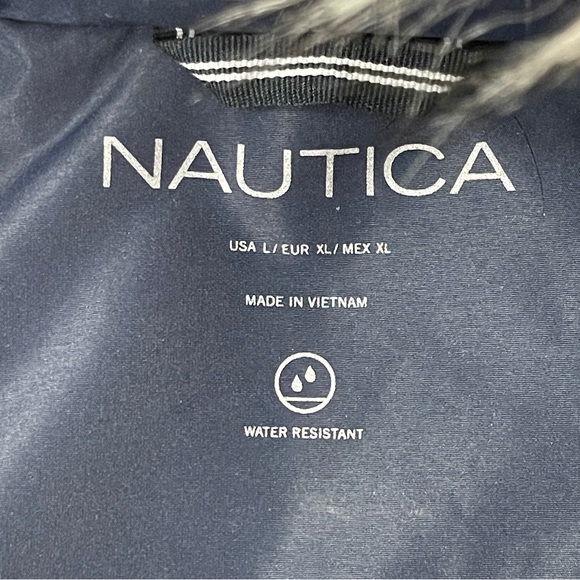 NAUTICA
USA L/ EUR XL/ MEX XL
MADE IN VIETNAM
WATER RESISTANT